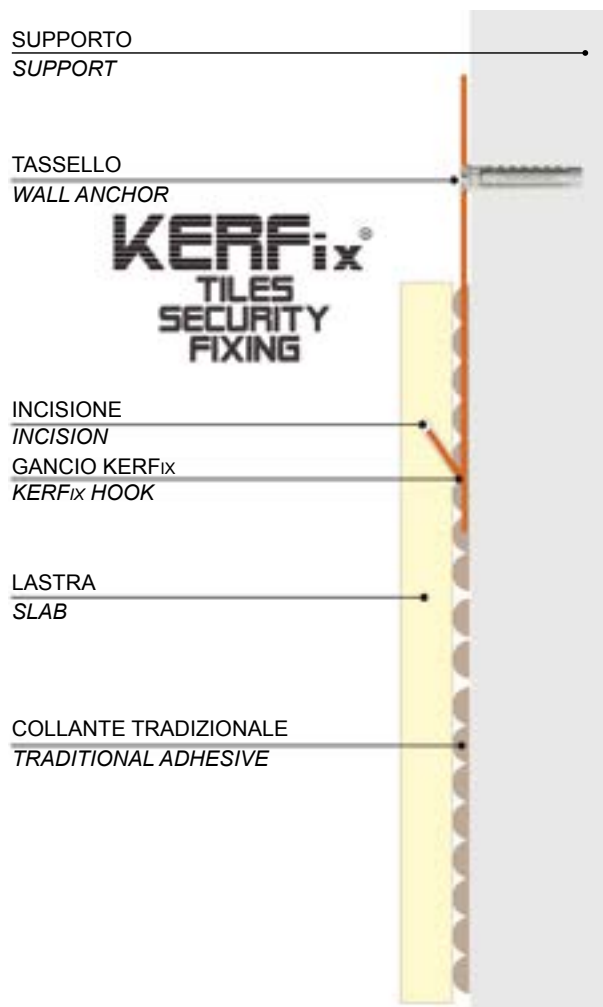 SUPPORTO
SUPPORT
TASSELLO
WALL ANCHOR
KERFix®
TILES
SECURITY
FIXING
INCISIONE
INCISION
GANCIO KERFIX
KERFIX HOOK
LASTRA
SLAB
COLLANTE TRADIZIONALE
TRADITIONAL ADHESIVE